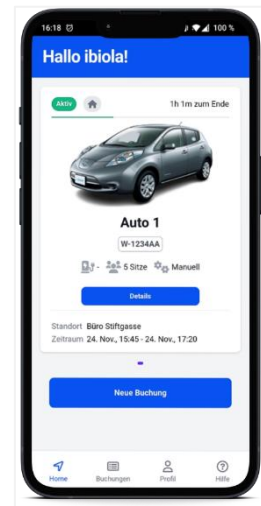 16:18
100 %
Hallo ibiola!
Aktiv
1h 1m zum Ende
Auto 1
W-1234AA
- 5 Sitze Manuell
Details
Standort Büro Stiftgasse
Zeitraum 24. Nov., 15:45 - 24. Nov., 17:20
Neue Buchung
Home Buchungen Profil Hilfe